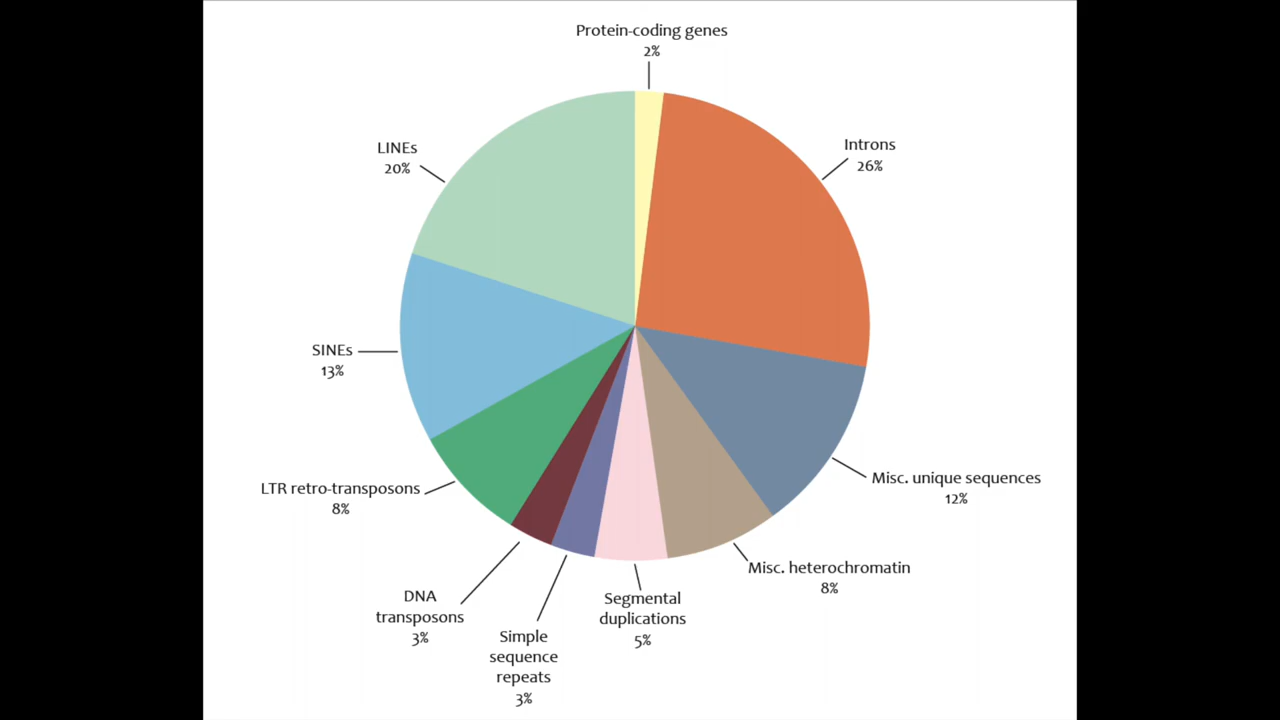 Protein-coding genes
2%
Introns
26%
Misc. unique sequences
12%
Misc. heterochromatin
8%
Segmental
duplications
5%
Simple
sequence
repeats
3%
DNA
transposons
3%
LTR retro-transposons
8%
SINEs
13%
LINEs
20%